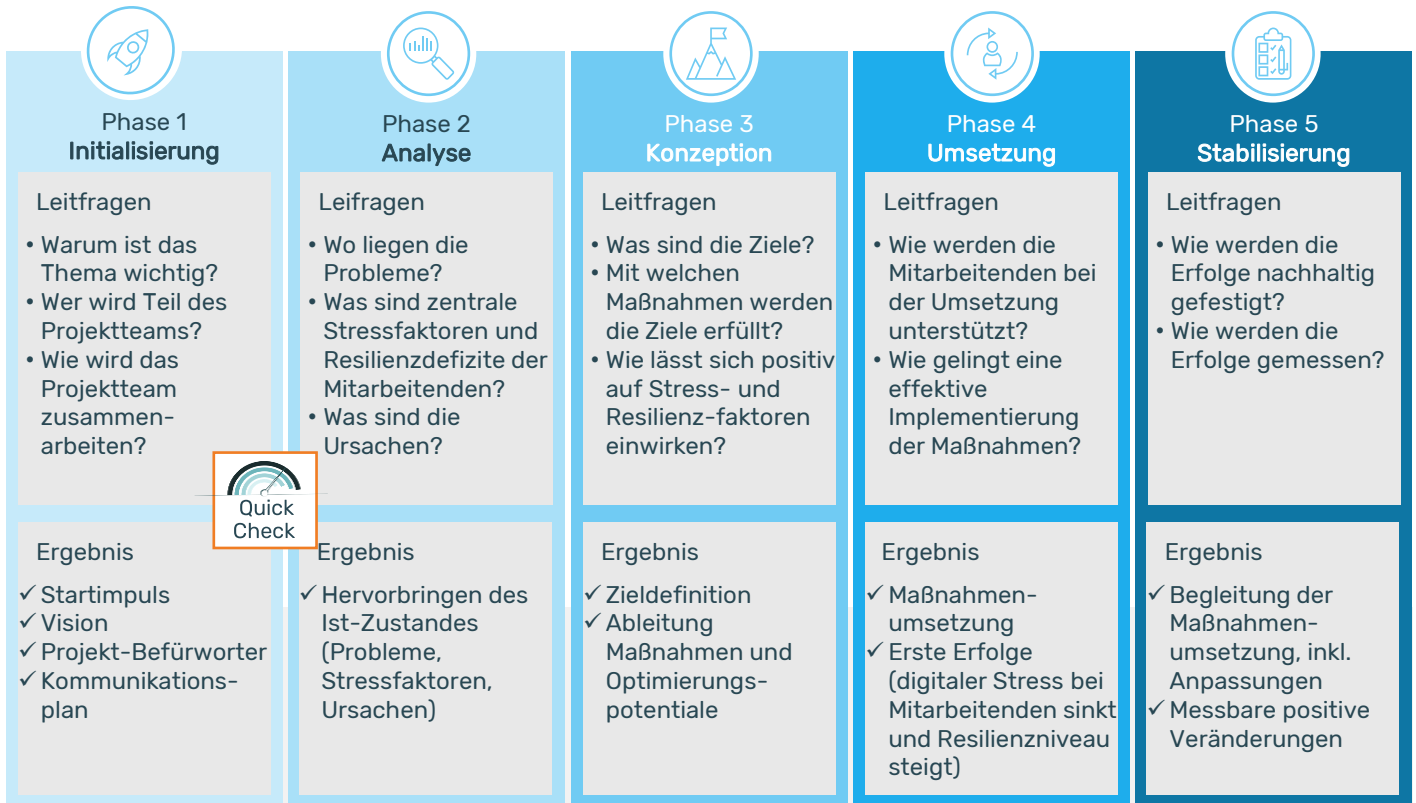 Phase 1
Initialisierung
Leitfragen
• Warum ist das
Thema wichtig?
• Wer wird Teil des
Projektteams?
• Wie wird das
Projektteam
zusammen-
arbeiten?
Quick
Check
Ergebnis
✓ Startimpuls
✓ Vision
✓ Projekt-Befürworter
✓ Kommunikations-
plan
Phase 2
Analyse
Leifragen
• Wo liegen die
Probleme?
• Was sind zentrale
Stressfaktoren und
Resilienzdefizite der
Mitarbeitenden?
• Was sind die
Ursachen?
Ergebnis
✓ Hervorbringen des
Ist-Zustandes
(Probleme,
Stressfaktoren,
Ursachen)
Phase 3
Konzeption
Leitfragen
• Was sind die Ziele?
• Mit welchen
Maßnahmen werden
die Ziele erfüllt?
• Wie lässt sich positiv
auf Stress- und
Resilienz-faktoren
einwirken?
Ergebnis
✓ Zieldefinition
✓ Ableitung
Maßnahmen und
Optimierungs-
potentiale
Phase 4
Umsetzung
Leitfragen
• Wie werden die
Mitarbeitenden bei
der Umsetzung
unterstützt?
• Wie gelingt eine
effektive
Implementierung
der Maßnahmen?
Ergebnis
✓ Maßnahmen-
umsetzung
✓ Erste Erfolge
(digitaler Stress bei
Mitarbeitenden sinkt
und Resilienzniveau
steigt)
Phase 5
Stabilisierung
Leitfragen
• Wie werden die
Erfolge nachhaltig
gefestigt?
• Wie werden die
Erfolge gemessen?
Ergebnis
✓ Begleitung der
Maßnahmen-
umsetzung, inkl.
Anpassungen
✓ Messbare positive
Veränderungen